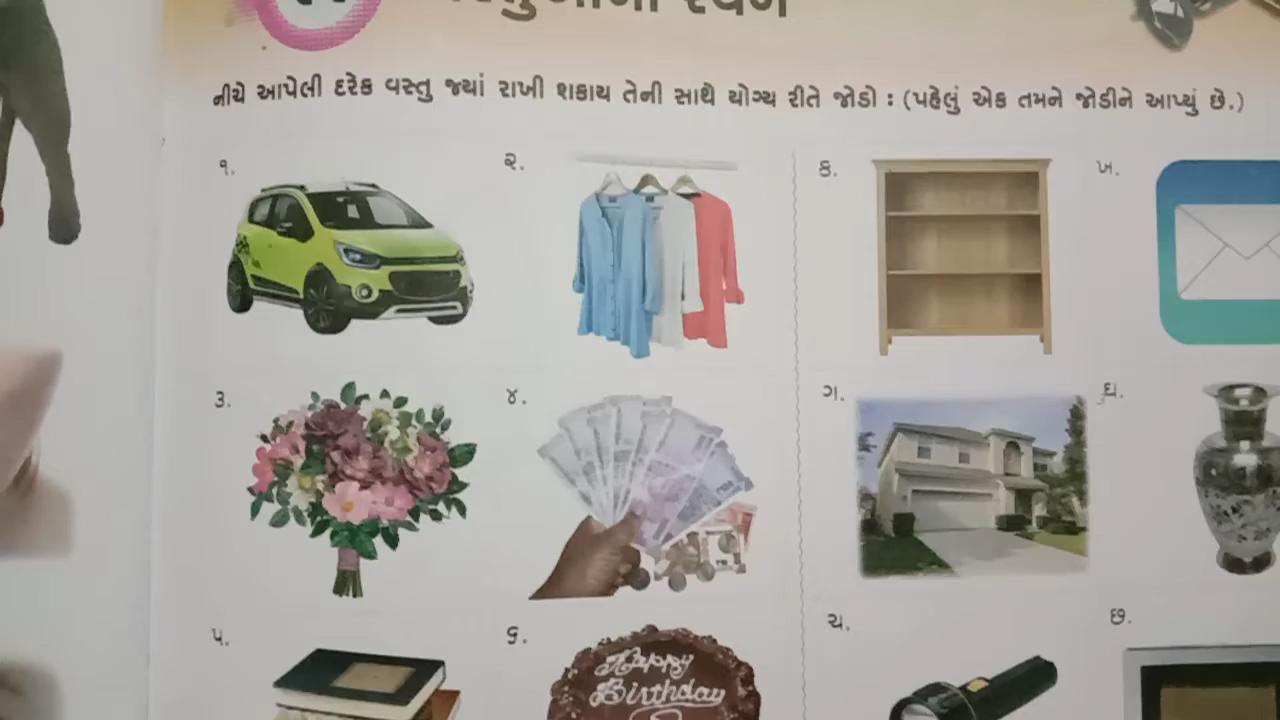 નીચે આપેલી દરેક વસ્તુ જ્યાં રાખી શકાય તેની સાથે યોગ્ય રીતે જોડો : (પહેલું એક તમને જોડીને આપ્યું છે.)
૧. ૨. ક. ખ.
૩. ૪. ગ. ઘ.
૫. ૬. ચ. છ.
Happy
Birthday